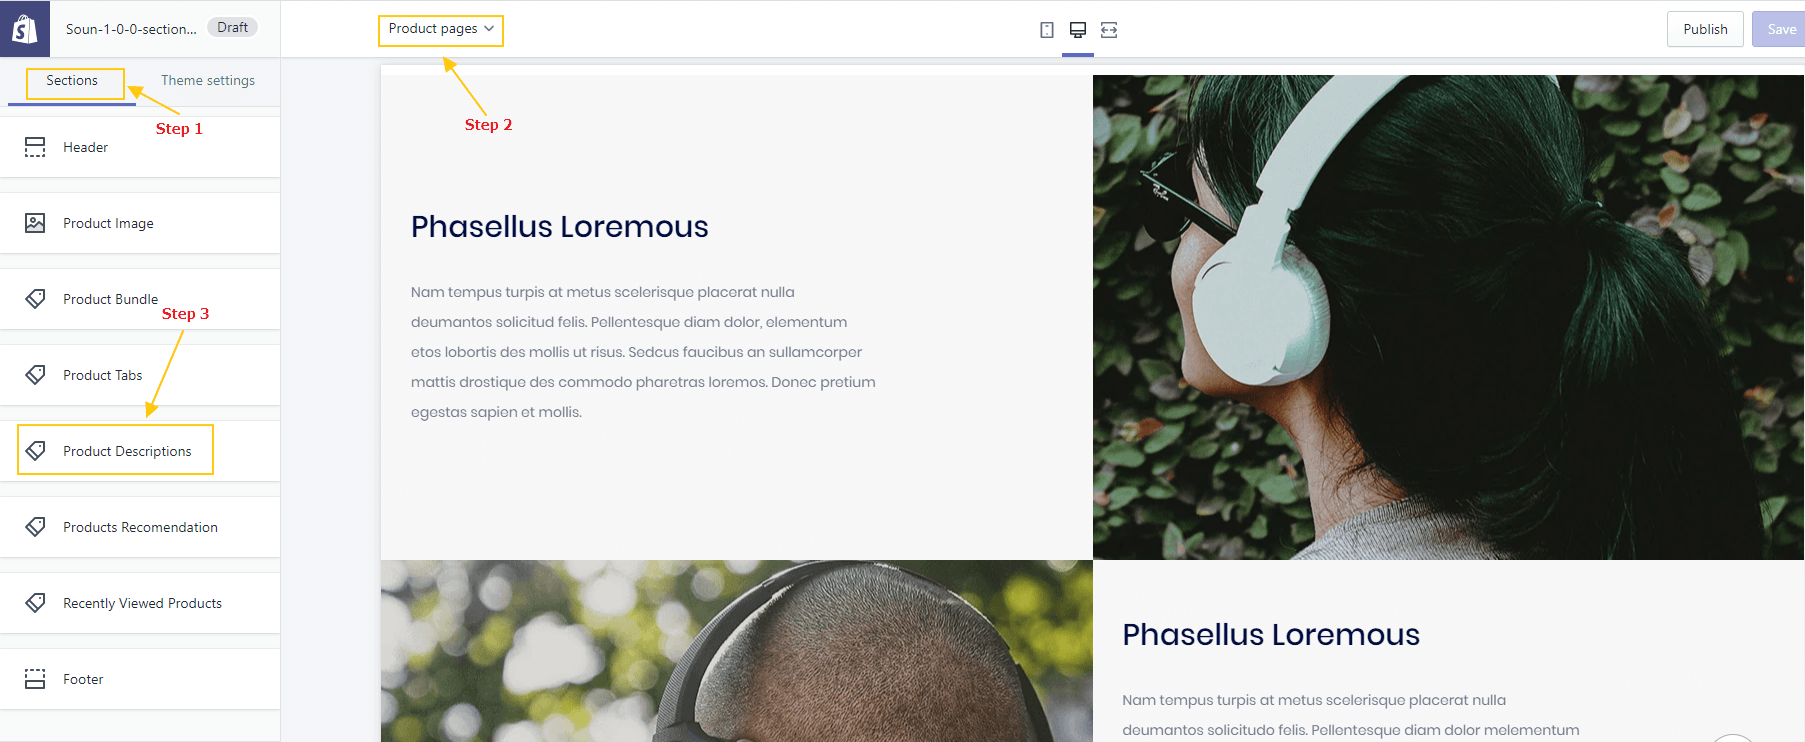 Soun-1-0-0-section...
Draft
Product pages
Publish
Save
Sections
Theme settings
Step 1
Step 2
Header
Product Image
Product Bundle
Step 3
Product Tabs
Product Descriptions
Products Recomendation
Recently Viewed Products
Footer
Phasellus Loremous
Nam tempus turpis at metus scelerisque placerat nulla
deumantos solicitud felis. Pellentesque diam dolor, elementum
etos lobortis des mollis ut risus. Sedcus faucibus an sullamcorper
mattis drostique des commodo pharetras loremos. Donec pretium
egestas sapien et mollis.
Phasellus Loremous
Nam tempus turpis at metus scelerisque placerat nulla
deumantos solicitudo felis. Pellentesque diam dolor melementum